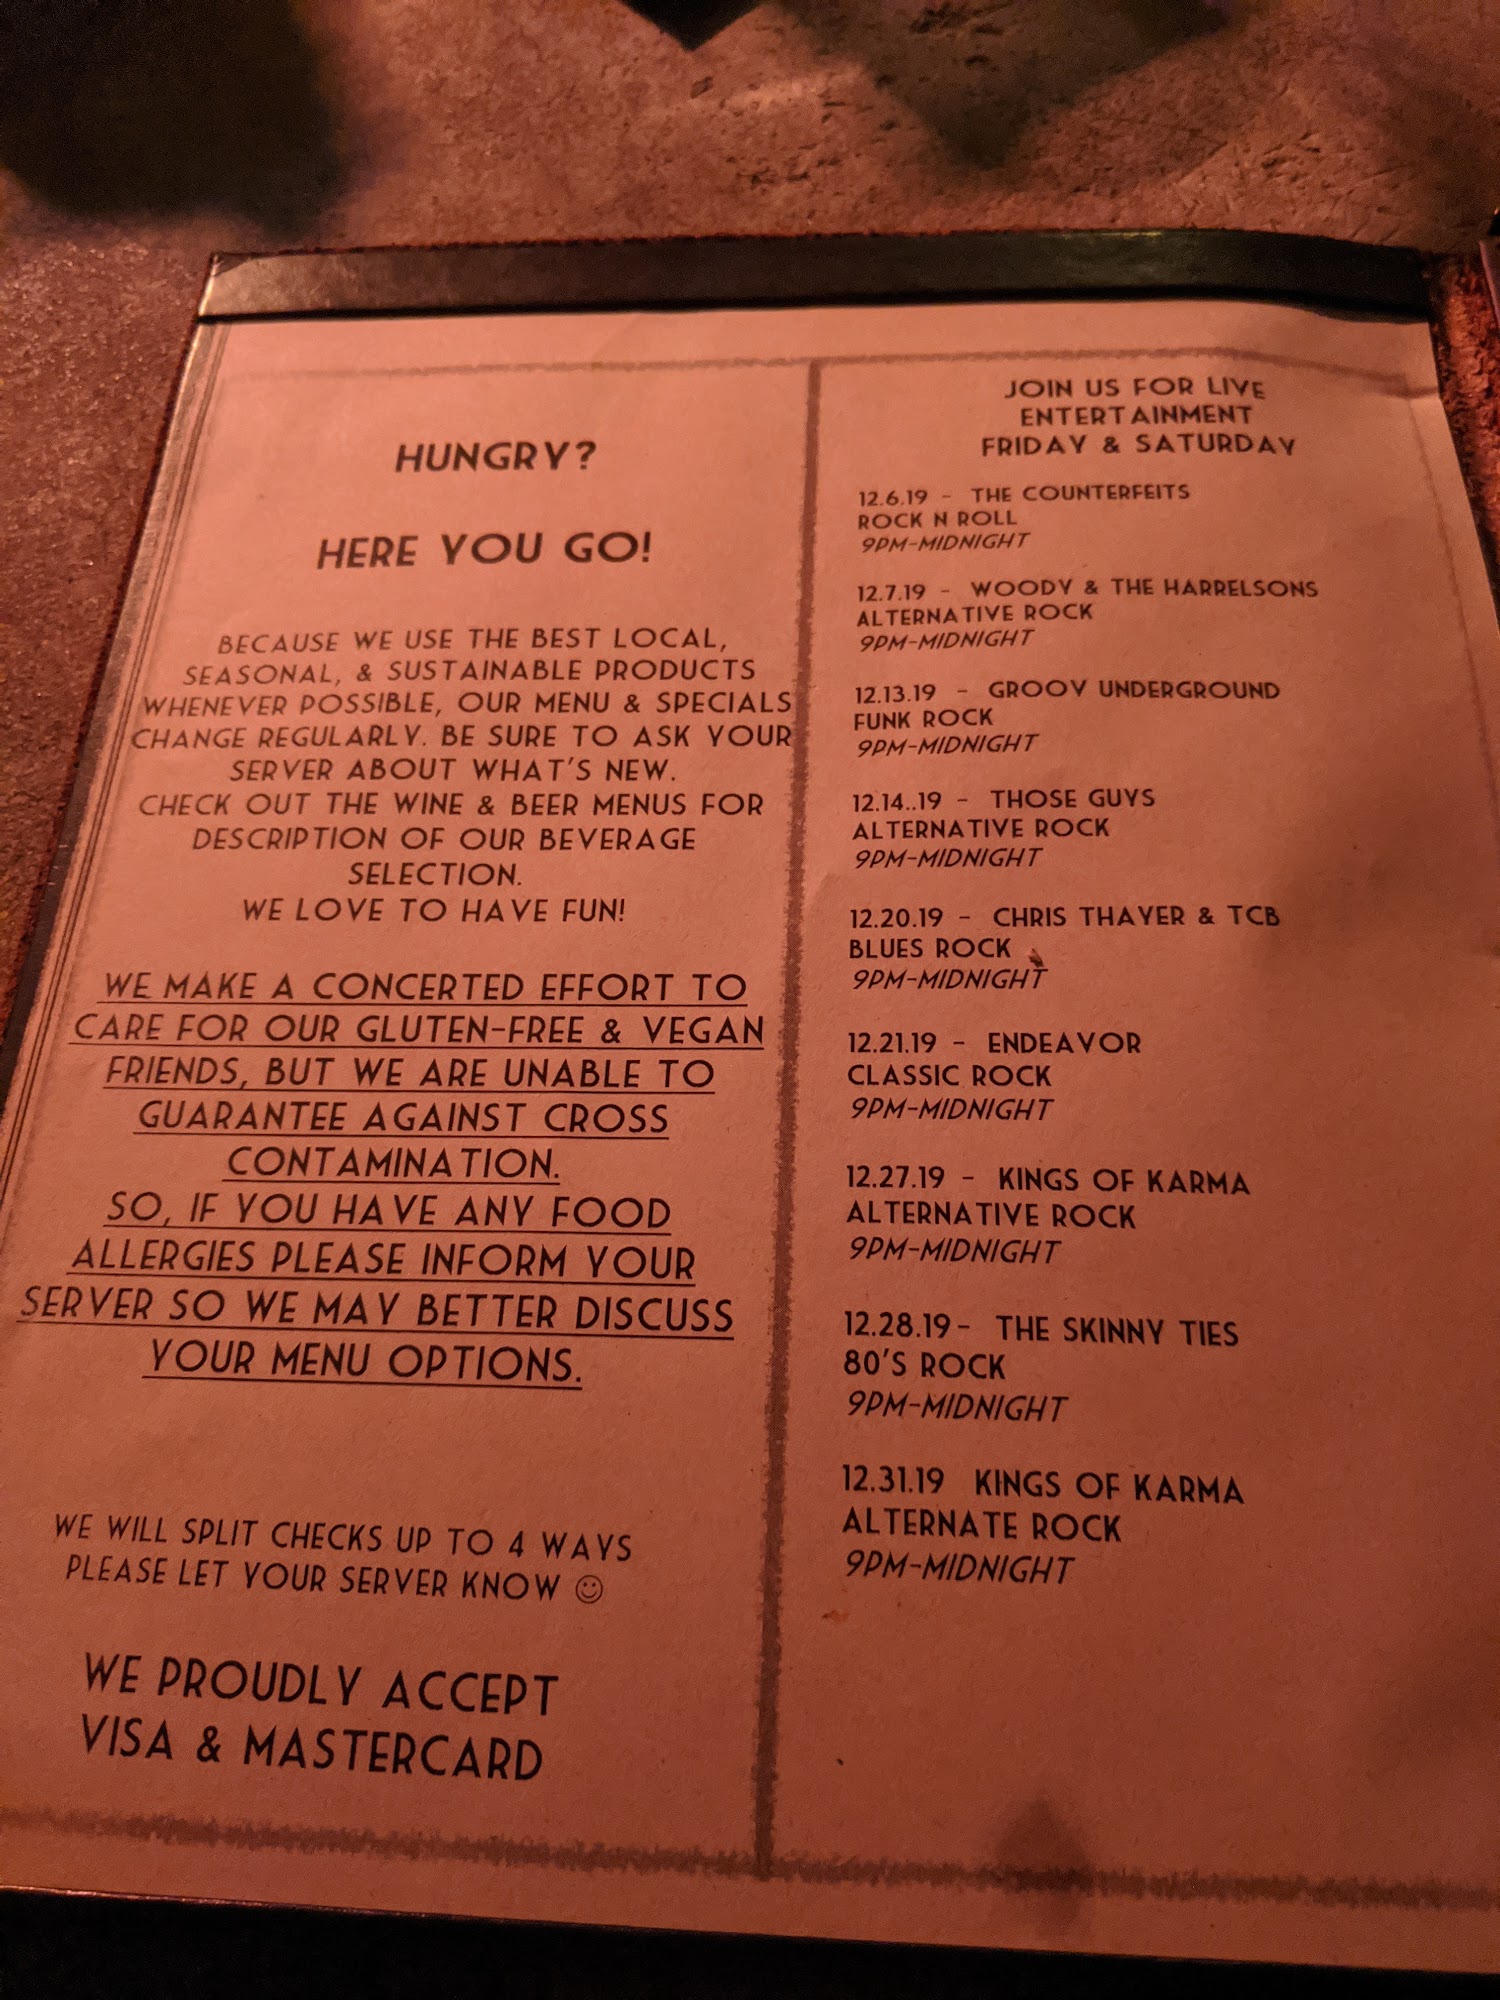 HUNGRY?
HERE YOU GO!
BECAUSE WE USE THE BEST LOCAL,
SEASONAL, & SUSTAINABLE PRODUCTS
WHENEVER POSSIBLE, OUR MENU & SPECIALS
CHANGE REGULARLY. BE SURE TO ASK YOUR
SERVER ABOUT WHAT'S NEW.
CHECK OUT THE WINE & BEER MENUS FOR
DESCRIPTION OF OUR BEVERAGE
SELECTION.
WE LOVE TO HAVE FUN!
WE MAKE A CONCERTED EFFORT TO
CARE FOR OUR GLUTEN-FREE & VEGAN
FRIENDS, BUT WE ARE UNABLE TO
GUARANTEE AGAINST CROSS
CONTAMINATION.
SO, IF YOU HAVE ANY FOOD
ALLERGIES PLEASE INFORM YOUR
SERVER SO WE MAY BETTER DISCUSS
YOUR MENU OPTIONS.
WE WILL SPLIT CHECKS UP TO 4 WAYS
PLEASE LET YOUR SERVER KNOW ☺
WE PROUDLY ACCEPT
VISA & MASTERCARD
JOIN US FOR LIVE
ENTERTAINMENT
FRIDAY & SATURDAY
12.6.19 - THE COUNTERFEITS
ROCK N ROLL
9PM-MIDNIGHT
12.7.19 - WOODY & THE HARRELSONS
ALTERNATIVE ROCK
9PM-MIDNIGHT
12.13.19 - GROOV UNDERGROUND
FUNK ROCK
9PM-MIDNIGHT
12.14..19 - THOSE GUYS
ALTERNATIVE ROCK
9PM-MIDNIGHT
12.20.19 - CHRIS THAYER & TCB
BLUES ROCK
9PM-MIDNIGHT
12.21.19 - ENDEAVOR
CLASSIC ROCK
9PM-MIDNIGHT
12.27.19 - KINGS OF KARMA
ALTERNATIVE ROCK
9PM-MIDNIGHT
12.28.19- THE SKINNY TIES
80'S ROCK
9PM-MIDNIGHT
12.31.19 KINGS OF KARMA
ALTERNATE ROCK
9PM-MIDNIGHT